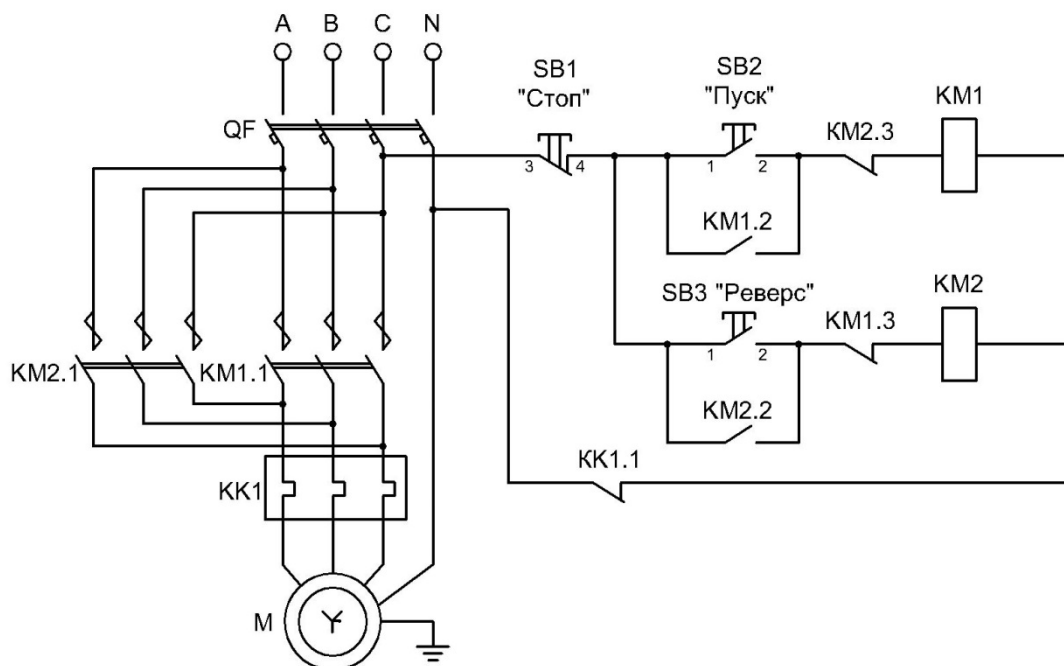 A B C N
QF
SB1
"Стоп"
SB2
"Пуск"
KM2.3
KM1
3 4
1 2
KM1.2
SB3 "Реверс"
KM1.3
KM2
1 2
KM2.2
KM2.1
KM1.1
KK1
KK1.1
M